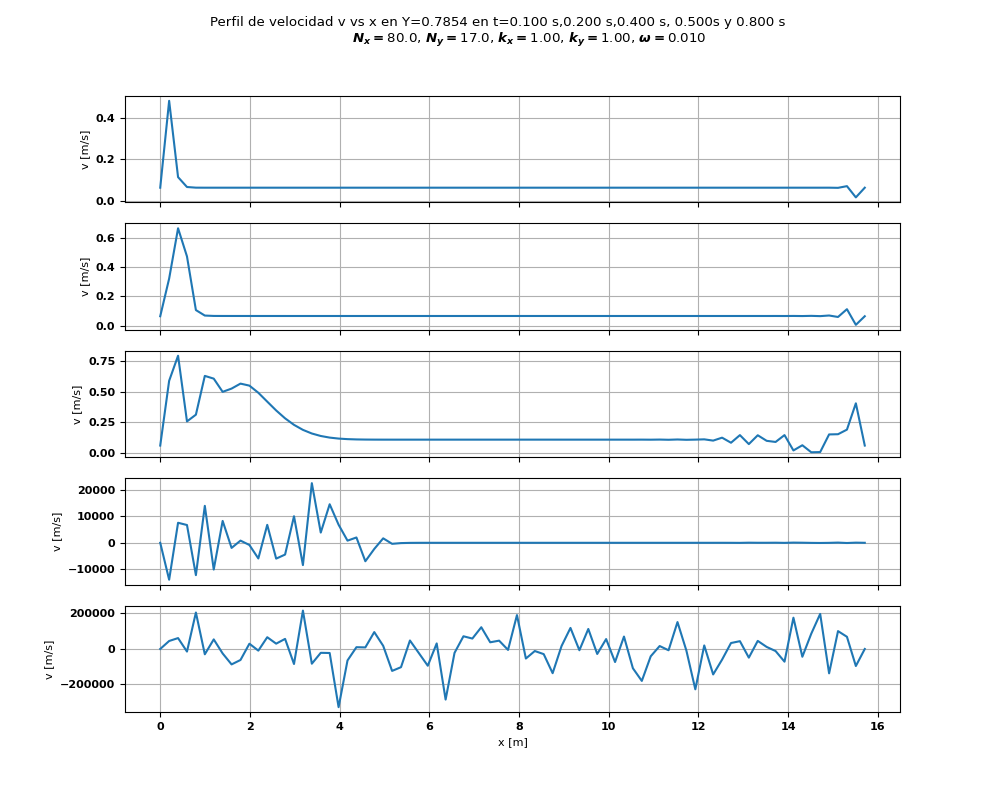 Perfil de velocidad v vs x en Y=0.7854 en t=0.100 s,0.200 s,0.400 s, 0.500s y 0.800 s
Nₓ = 80.0, Nᵧ = 17.0, kₓ = 1.00, kᵧ = 1.00, ω = 0.010
0.4
v [m/s]
0.2
0.0
0.6
v [m/s]
0.4
0.2
0.0
0.75
v [m/s]
0.50
0.25
0.00
20000
v [m/s]
10000
0
−10000
200000
v [m/s]
0
−200000
0 2 4 6 8 10 12 14 16
x [m]